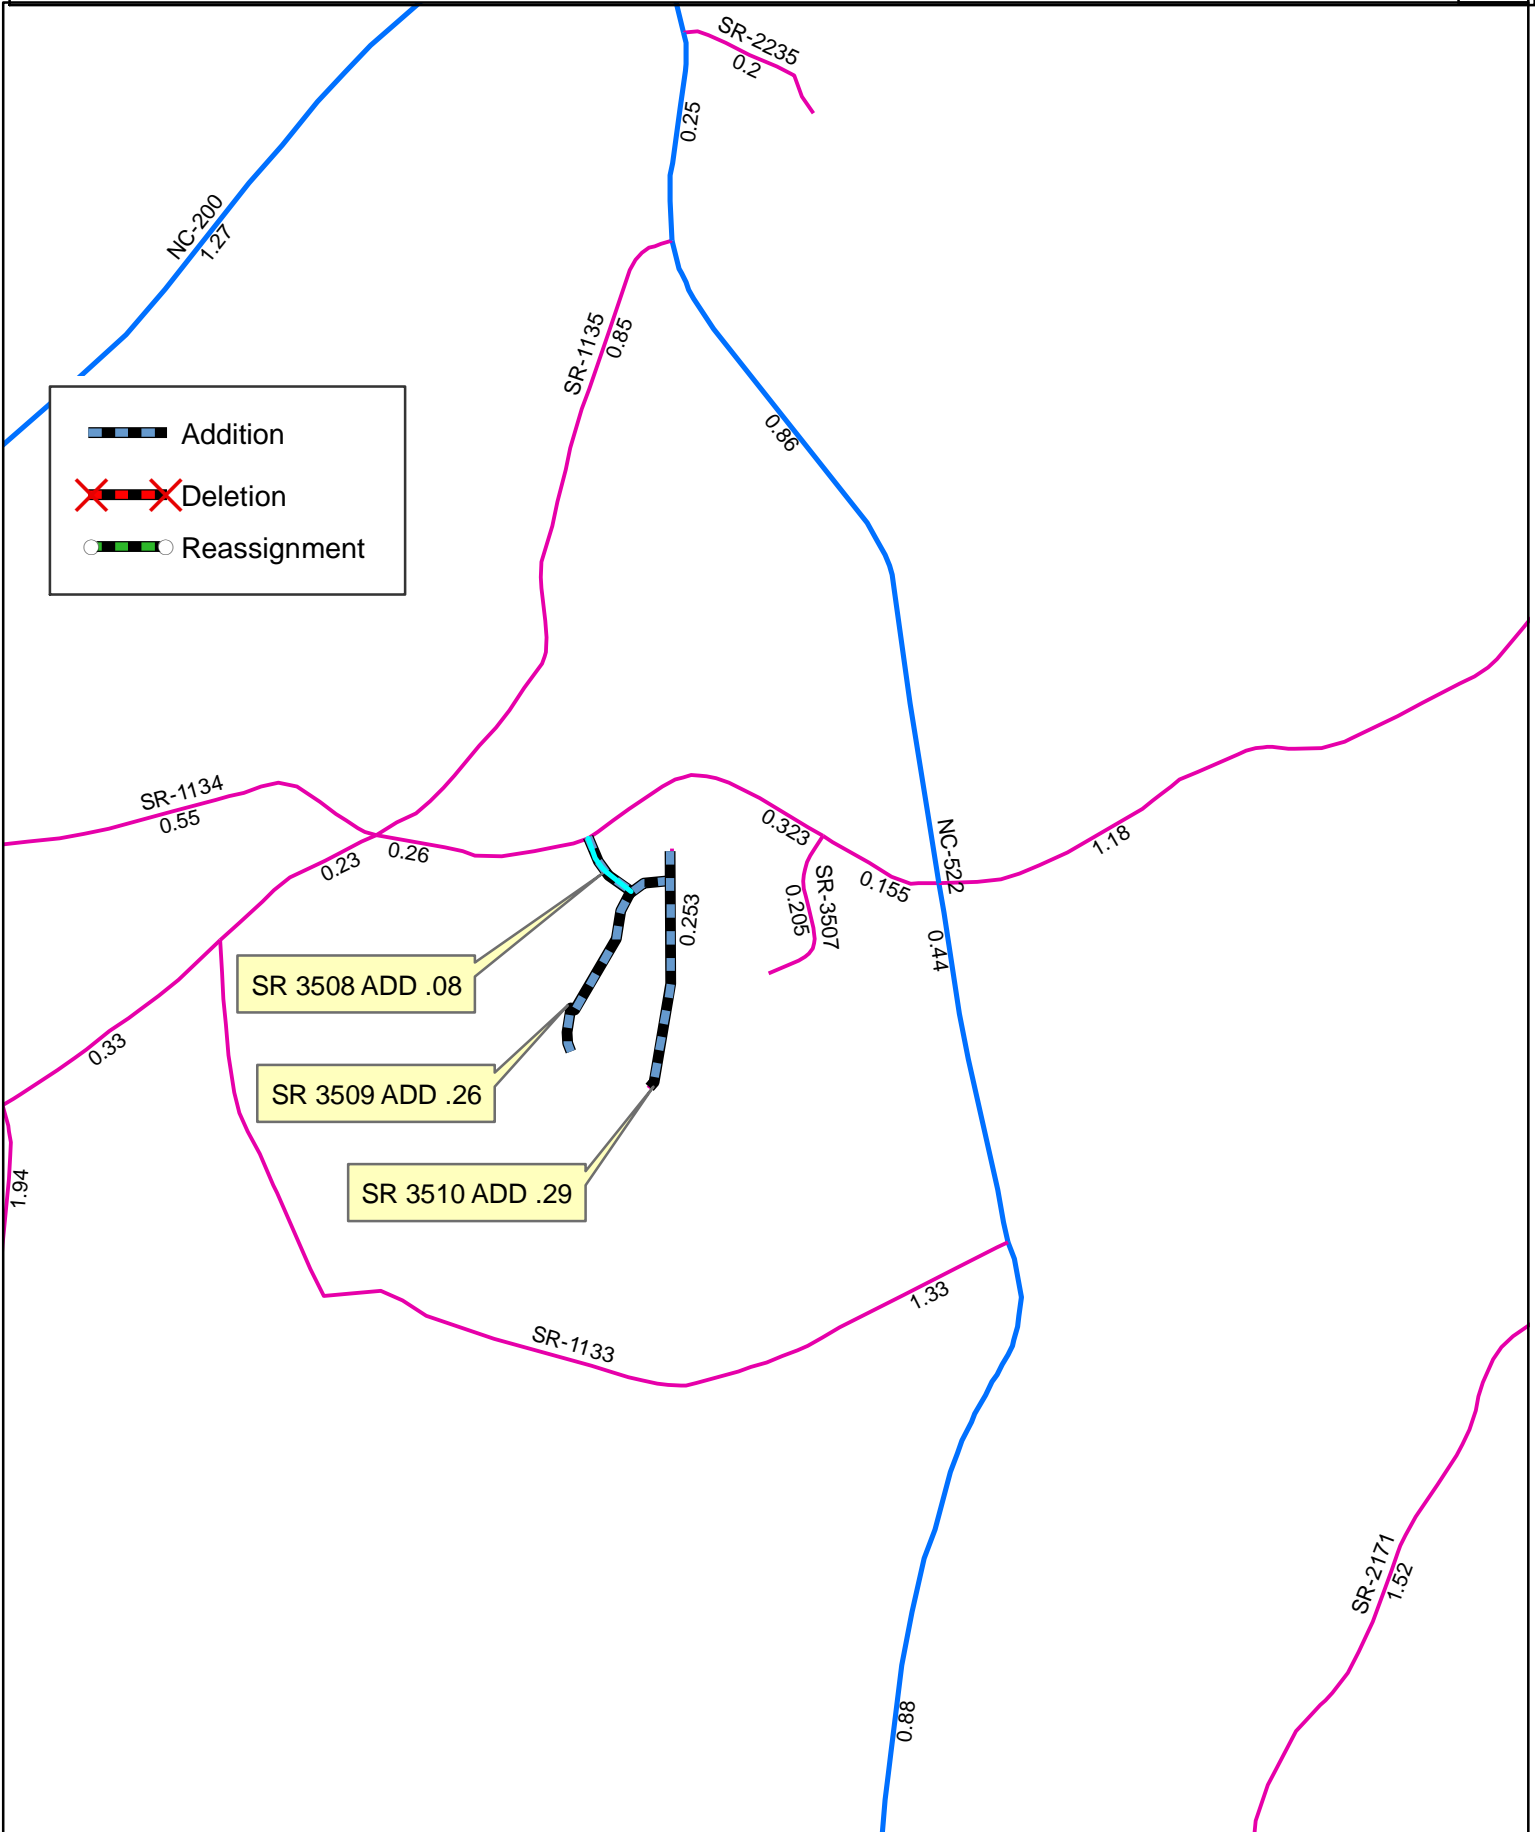 SR-2235
0.2
0.25
NC-200
1.27
SR-1135
0.85
0.86
Addition
Deletion
Reassignment
SR-1134
0.55
0.26
0.23
0.323
0.155
NC-522
1.18
SR-3507
0.205
0.253
0.44
SR 3508 ADD .08
0.33
SR 3509 ADD .26
SR 3510 ADD .29
1.94
1.33
SR-1133
SR-2171
1.52
0.88